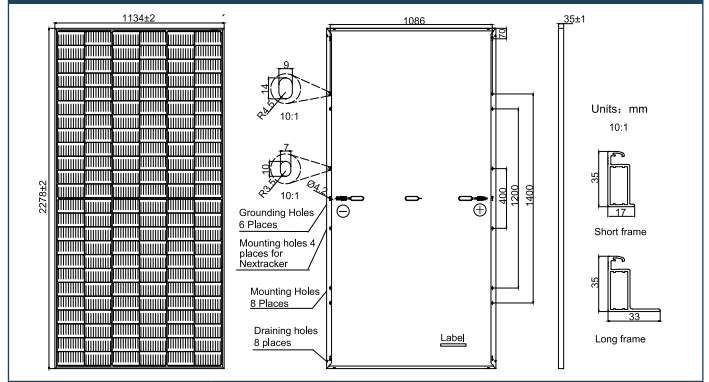 1134±2
2278±2
1086
70
35±1
9
14
R4.5
10:1
7
10
R3.5
10:1
Ø4.2
Grounding Holes
6 Places
Mounting holes 4
places for
Nextracker
Mounting Holes
8 Places
Draining holes
8 places
Label
400
1200
1400
Units: mm
10:1
35
17
Short frame
35
33
Long frame